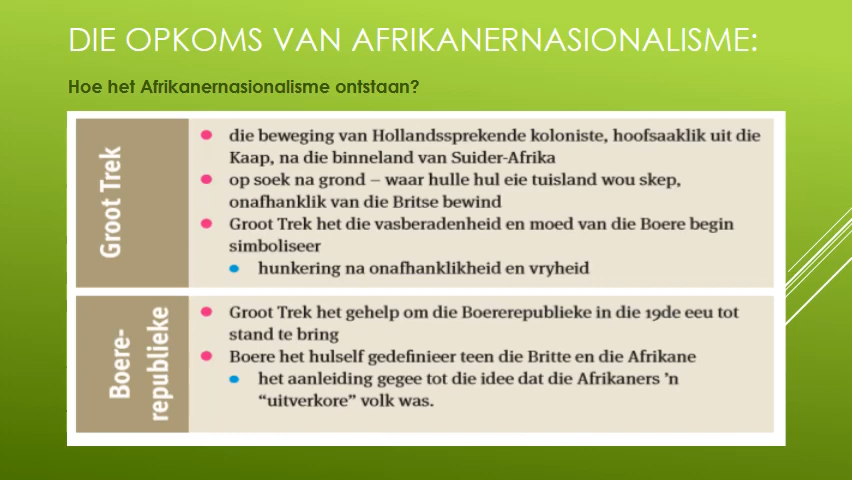 DIE OPKOMS VAN AFRIKANERNASIONALISME:
Hoe het Afrikanernasionalisme ontstaan?
Groot Trek
die beweging van Hollandssprekende koloniste, hoofsaaklik uit die
Kaap, na die binneland van Suider-Afrika
op soek na grond – waar hulle hul eie tuisland wou skep,
onafhanklik van die Britse bewind
Groot Trek het die vasberadenheid en moed van die Boere begin
simboliseer
hunkering na onafhanklikheid en vryheid
Boere-
republieke
Groot Trek het gehelp om die Boererepublieke in die 19de eeu tot
stand te bring
Boere het hulself gedefinieer teen die Britte en die Afrikane
het aanleiding gegee tot die idee dat die Afrikaners ’n
“uitverkore” volk was.